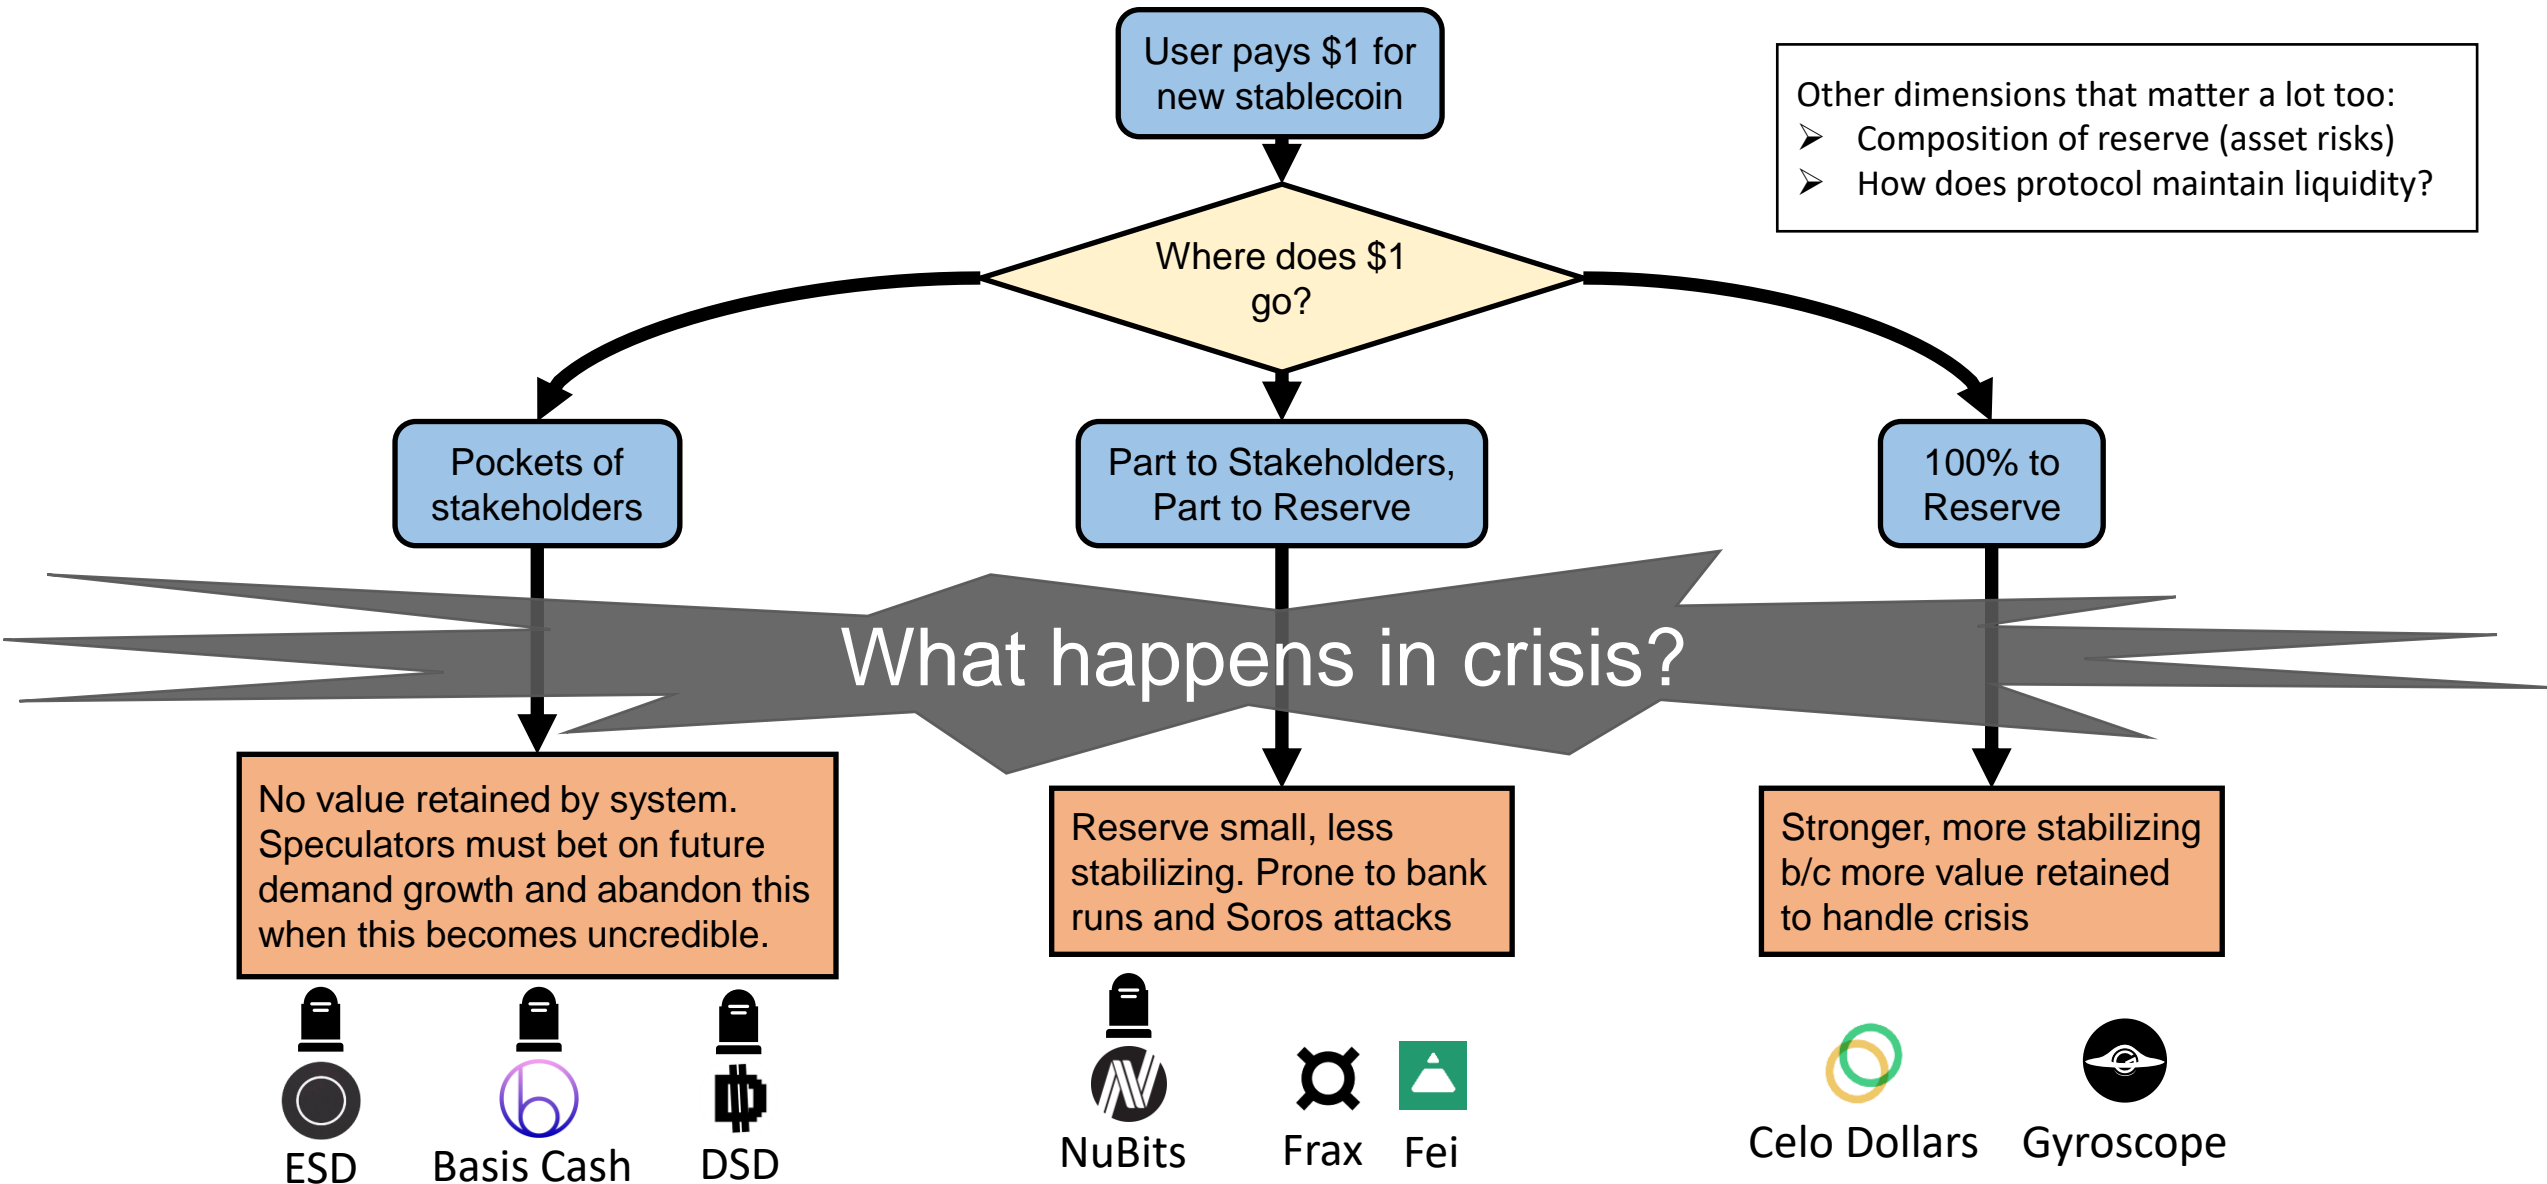 User pays $1 for
new stablecoin
Other dimensions that matter a lot too:
➢ Composition of reserve (asset risks)
➢ How does protocol maintain liquidity?
Where does $1
go?
Pockets of
stakeholders
Part to Stakeholders,
Part to Reserve
100% to
Reserve
What happens in crisis?
No value retained by system.
Speculators must bet on future
demand growth and abandon this
when this becomes uncredible.
Reserve small, less
stabilizing. Prone to bank
runs and Soros attacks
Stronger, more stabilizing
b/c more value retained
to handle crisis
ESD
Basis Cash
DSD
NuBits
Frax
Fei
Celo Dollars
Gyroscope